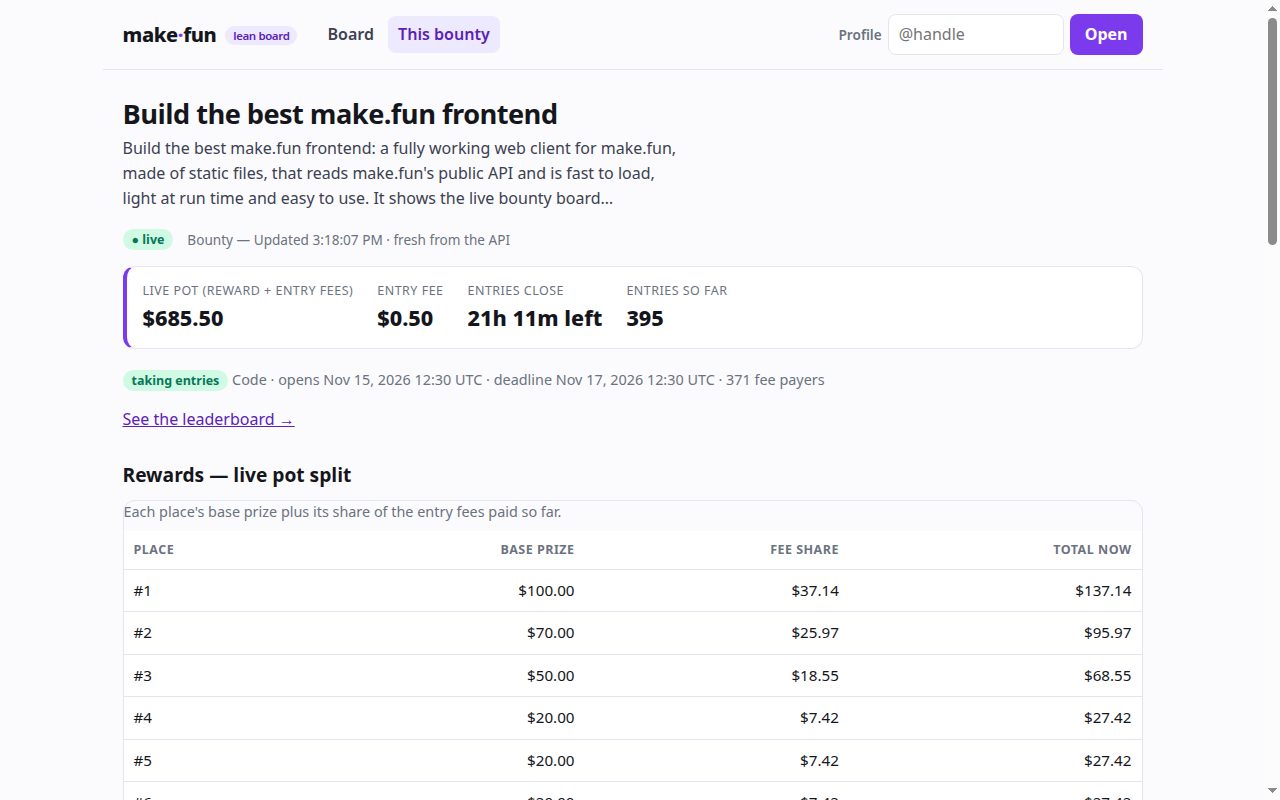 make·fun lean board Board This bounty Profile @handle Open
Build the best make.fun frontend
Build the best make.fun frontend: a fully working web client for make.fun,
made of static files, that reads make.fun's public API and is fast to load,
light at run time and easy to use. It shows the live bounty board...
● live Bounty — Updated 3:18:07 PM · fresh from the API
LIVE POT (REWARD + ENTRY FEES) ENTRY FEE ENTRIES CLOSE ENTRIES SO FAR
$685.50 $0.50 21h 11m left 395
taking entries Code · opens Nov 15, 2026 12:30 UTC · deadline Nov 17, 2026 12:30 UTC · 371 fee payers
See the leaderboard →
Rewards — live pot split
Each place's base prize plus its share of the entry fees paid so far.
PLACE BASE PRIZE FEE SHARE TOTAL NOW
#1 $100.00 $37.14 $137.14
#2 $70.00 $25.97 $95.97
#3 $50.00 $18.55 $68.55
#4 $20.00 $7.42 $27.42
#5 $20.00 $7.42 $27.42